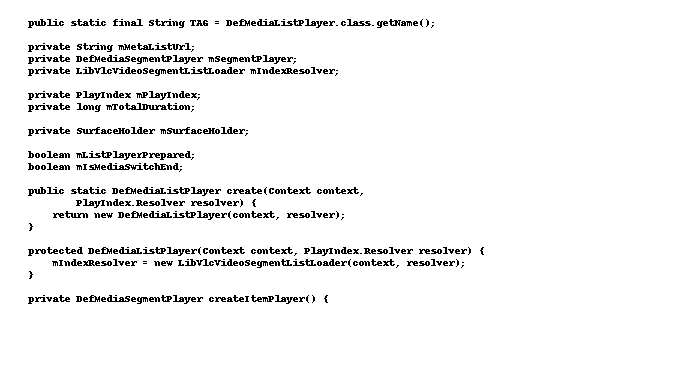 public static final String TAG = DefMediaListPlayer.class.getName();
private String mMetaListUrl;
private DefMediaSegmentPlayer mSegmentPlayer;
private LibVlcVideoSegmentListLoader mIndexResolver;
private PlayIndex mPlayIndex;
private long mTotalDuration;
private SurfaceHolder mSurfaceHolder;
boolean mListPlayerPrepared;
boolean mIsMediaSwitchEnd;
public static DefMediaListPlayer create(Context context,
PlayIndex.Resolver resolver) {
return new DefMediaListPlayer(context, resolver);
}
protected DefMediaListPlayer(Context context, PlayIndex.Resolver resolver) {
mIndexResolver = new LibVlcVideoSegmentListLoader(context, resolver);
}
private DefMediaSegmentPlayer createItemPlayer() {